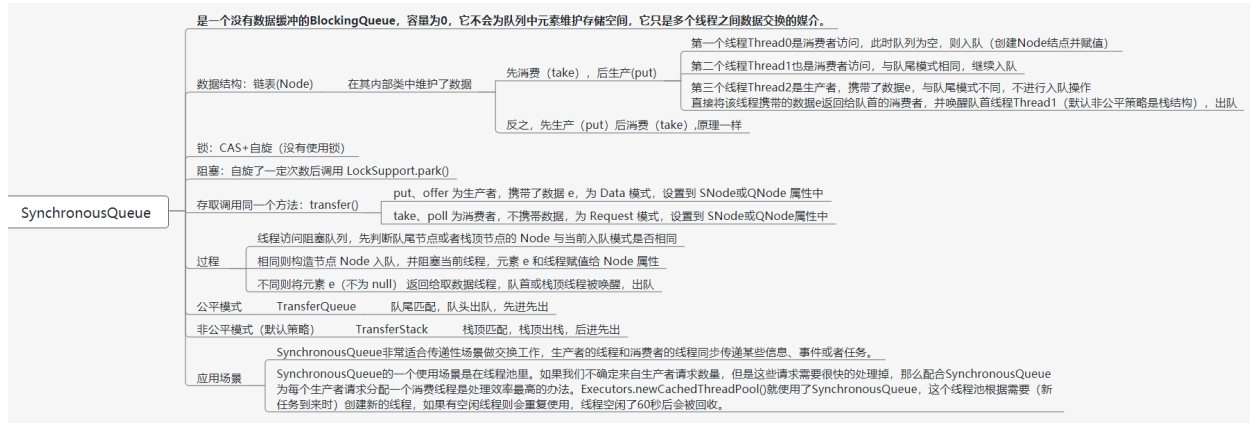 SynchronousQueue
是一个没有数据缓冲的BlockingQueue，容量为0，它不会为队列中元素维护存储空间，它只是多个线程之间数据交换的媒介。
数据结构：链表(Node)
在其内部类中维护了数据
先消费（take），后生产(put)
第一个线程Thread0是消费者访问，此时队列为空，则入队（创建Node结点并赋值）
第二个线程Thread1也是消费者访问，与队尾模式相同，继续入队
第三个线程Thread2是生产者，携带了数据e，与队尾模式不同，不进行入队操作
直接将该线程携带的数据e返回给队首的消费者，并唤醒队首线程Thread1（默认非公平策略是栈结构），出队
反之，先生产（put）后消费（take）,原理一样
锁：CAS+自旋（没有使用锁）
阻塞：自旋了一定次数后调用 LockSupport.park()
存取调用同一个方法：transfer()
put、offer 为生产者，携带了数据 e，为 Data 模式，设置到 SNode或QNode 属性中
take、poll 为消费者，不携带数据，为 Request 模式，设置到 SNode或QNode属性中
过程
线程访问阻塞队列，先判断队尾节点或者栈顶节点的 Node 与当前入队模式是否相同
相同则构造节点 Node 入队，并阻塞当前线程，元素 e 和线程赋值给 Node 属性
不同则将元素 e（不为 null） 返回给取数据线程，队首或栈顶线程被唤醒，出队
公平模式
TransferQueue
队尾匹配，队头出队，先进先出
非公平模式（默认策略）
TransferStack
栈顶匹配，栈顶出栈，后进先出
应用场景
SynchronousQueue非常适合传递性场景做交换工作，生产者的线程和消费者的线程同步传递某些信息、事件或者任务。
SynchronousQueue的一个使用场景是在线程池里。如果我们不确定来自生产者请求数量，但是这些请求需要很快的处理掉，那么配合SynchronousQueue
为每个生产者请求分配一个消费线程是处理效率最高的办法。Executors.newCachedThreadPool()就使用了SynchronousQueue，这个线程池根据需要（新
任务到来时）创建新的线程，如果有空闲线程则会重复使用，线程空闲了60秒后会被回收。